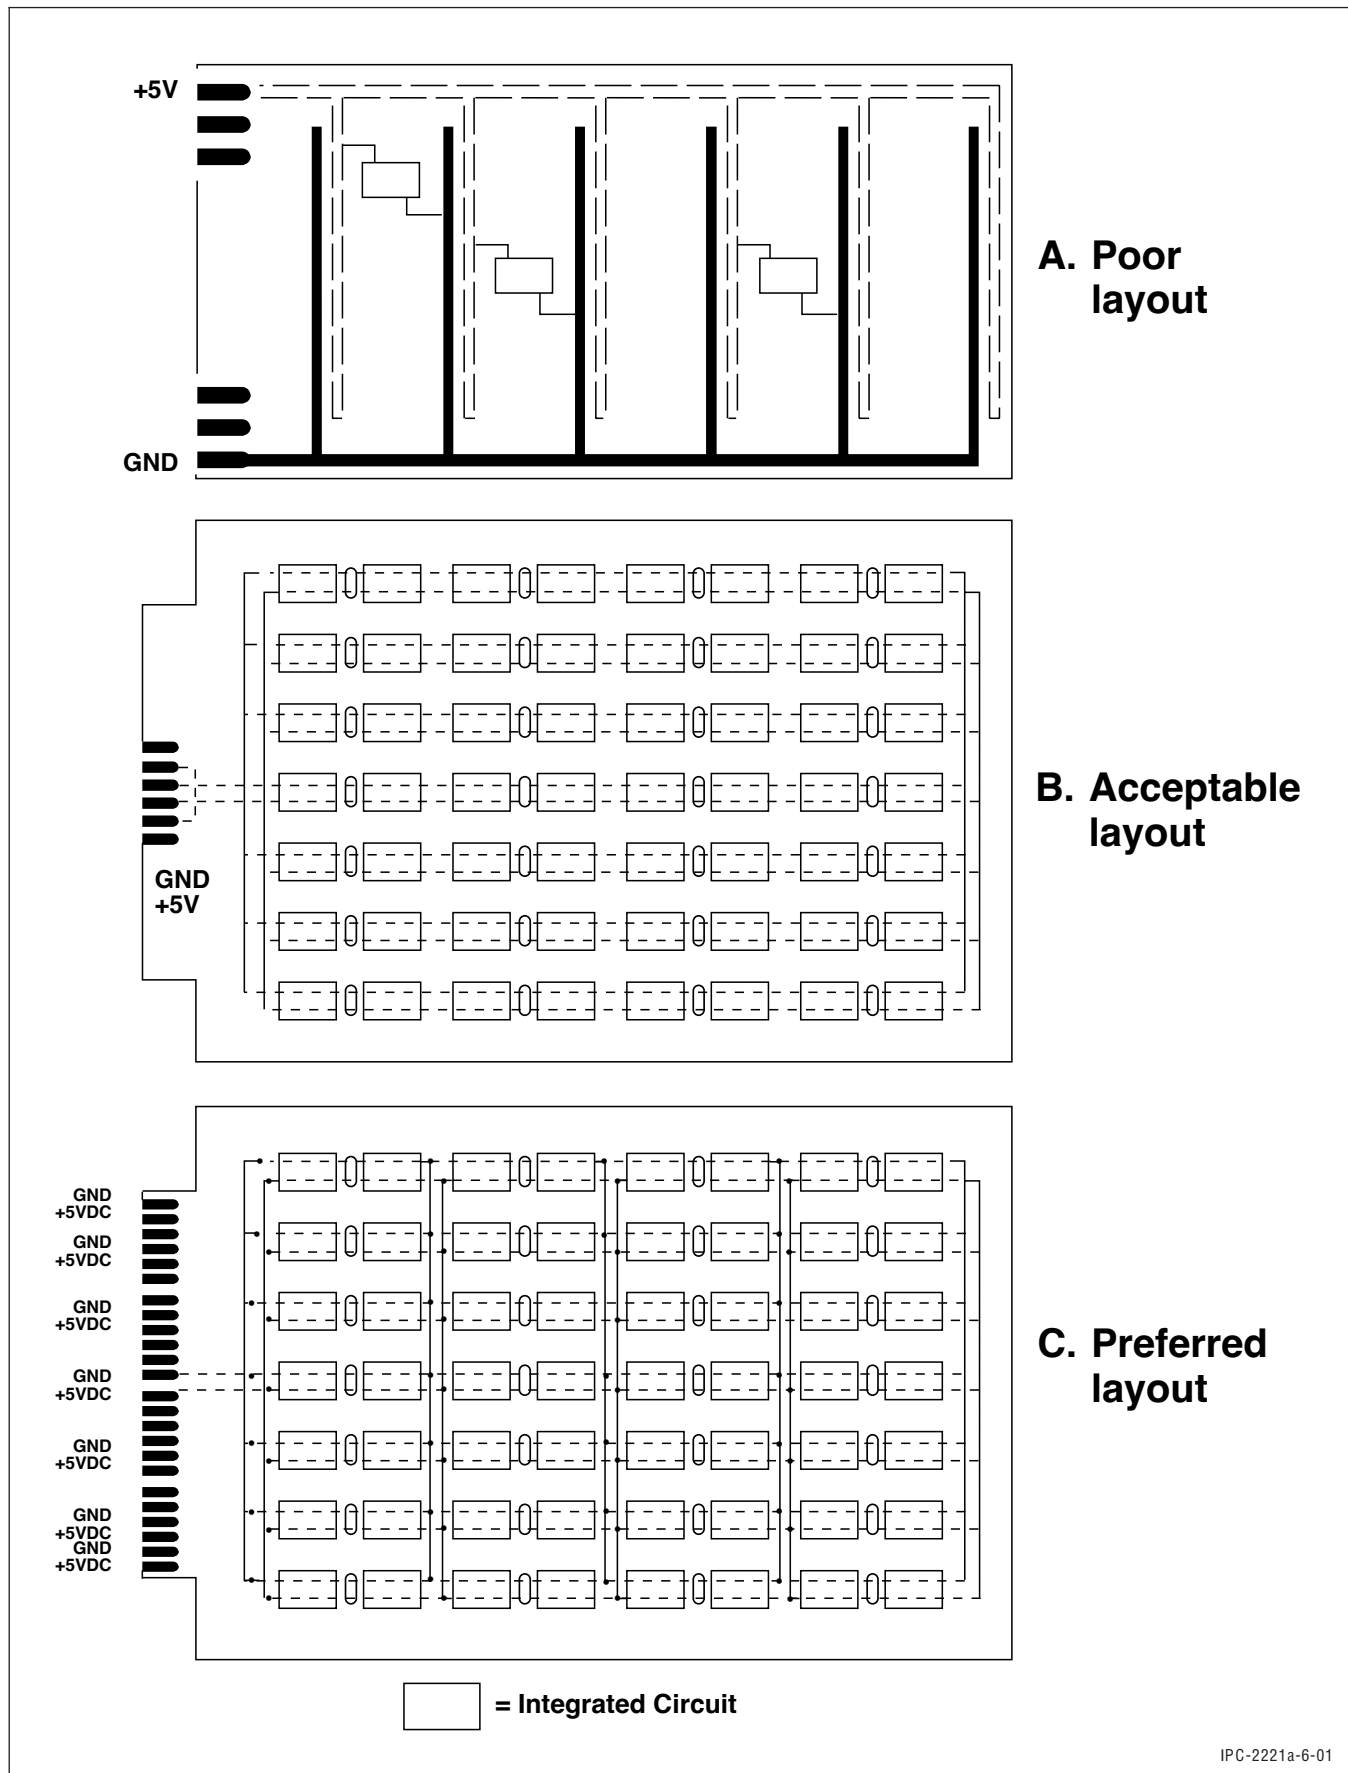 +5V
GND
A. Poor
layout
GND
+5V
B. Acceptable
layout
GND
+5VDC
GND
+5VDC
GND
+5VDC
GND
+5VDC
GND
+5VDC
GND
+5VDC
GND
+5VDC
C. Preferred
layout
= Integrated Circuit
IPC-2221a-6-01